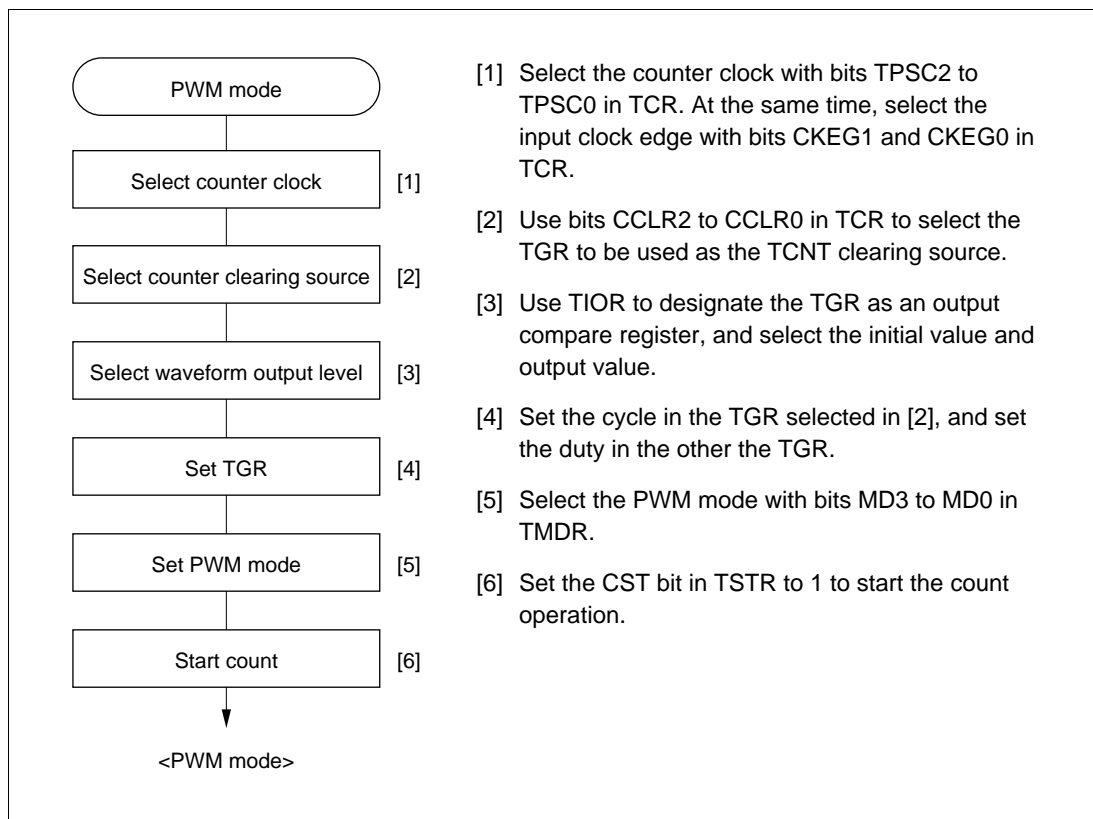 PWM mode
Select counter clock [1]
Select counter clearing source [2]
Select waveform output level [3]
Set TGR [4]
Set PWM mode [5]
Start count [6]
<PWM mode>
[1] Select the counter clock with bits TPSC2 to
TPSC0 in TCR. At the same time, select the
input clock edge with bits CKEG1 and CKEG0 in
TCR.
[2] Use bits CCLR2 to CCLR0 in TCR to select the
TGR to be used as the TCNT clearing source.
[3] Use TIOR to designate the TGR as an output
compare register, and select the initial value and
output value.
[4] Set the cycle in the TGR selected in [2], and set
the duty in the other the TGR.
[5] Select the PWM mode with bits MD3 to MD0 in
TMDR.
[6] Set the CST bit in TSTR to 1 to start the count
operation.